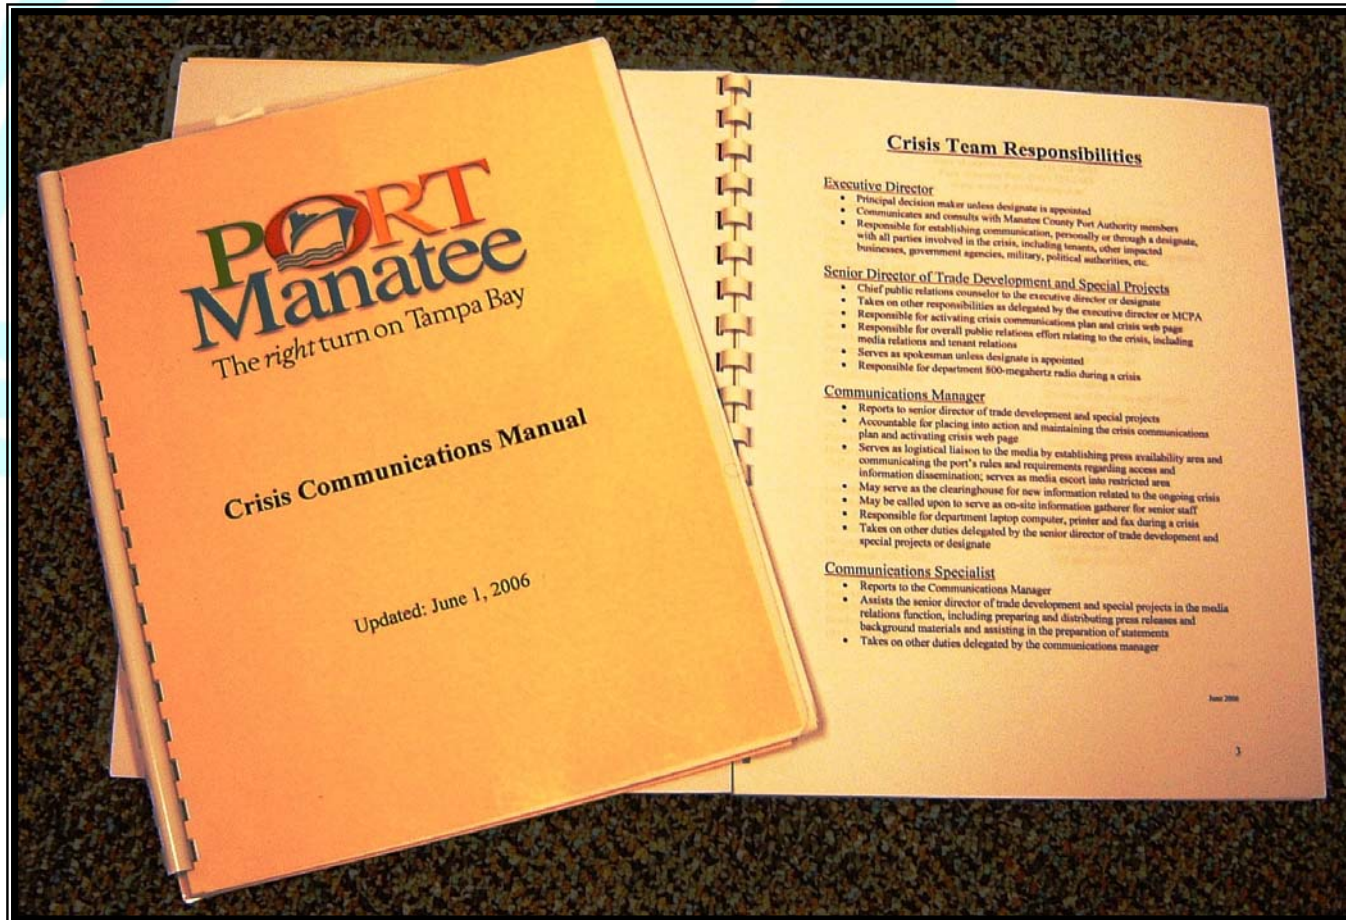 PORT
Manatee
The right turn on Tampa Bay
Crisis Communications Manual
Updated: June 1, 2006
Crisis Team Responsibilities
Executive Director
• Principal decision maker unless designate is appointed
• Communicates and consults with Manatee County Port Authority members
• Responsible for establishing communication, personally or through a designate,
with all parties involved in the crisis, including tenants, other impacted
businesses, government agencies, military, political authorities, etc.
Senior Director of Trade Development and Special Projects
• Chief public relations counselor to the executive director or designate
• Takes on other responsibilities as delegated by the executive director or MCPA
• Responsible for activating crisis communications plan and crisis web page
• Responsible for overall public relations effort relating to the crisis, including
media relations and tenant relations
• Serves as spokesman unless designate is appointed
• Responsible for department 800-megahertz radio during a crisis
Communications Manager
• Reports to senior director of trade development and special projects
• Accountable for placing into action and maintaining the crisis communications
plan and activating crisis web page
• Serves as logistical liaison to the media by establishing press availability area and
communicating the port's rules and requirements regarding access and
information dissemination; serves as media escort into restricted area
• May serve as the clearinghouse for new information related to the ongoing crisis
• May be called upon to serve as on-site information gatherer for senior staff
• Responsible for department laptop computer, printer and fax during a crisis
• Takes on other duties delegated by the senior director of trade development and
special projects or designate
Communications Specialist
• Reports to the Communications Manager
• Assists the senior director of trade development and special projects in the media
relations function, including preparing and distributing press releases and
background materials and assisting in the preparation of statements
• Takes on other duties delegated by the communications manager
June 2006
3